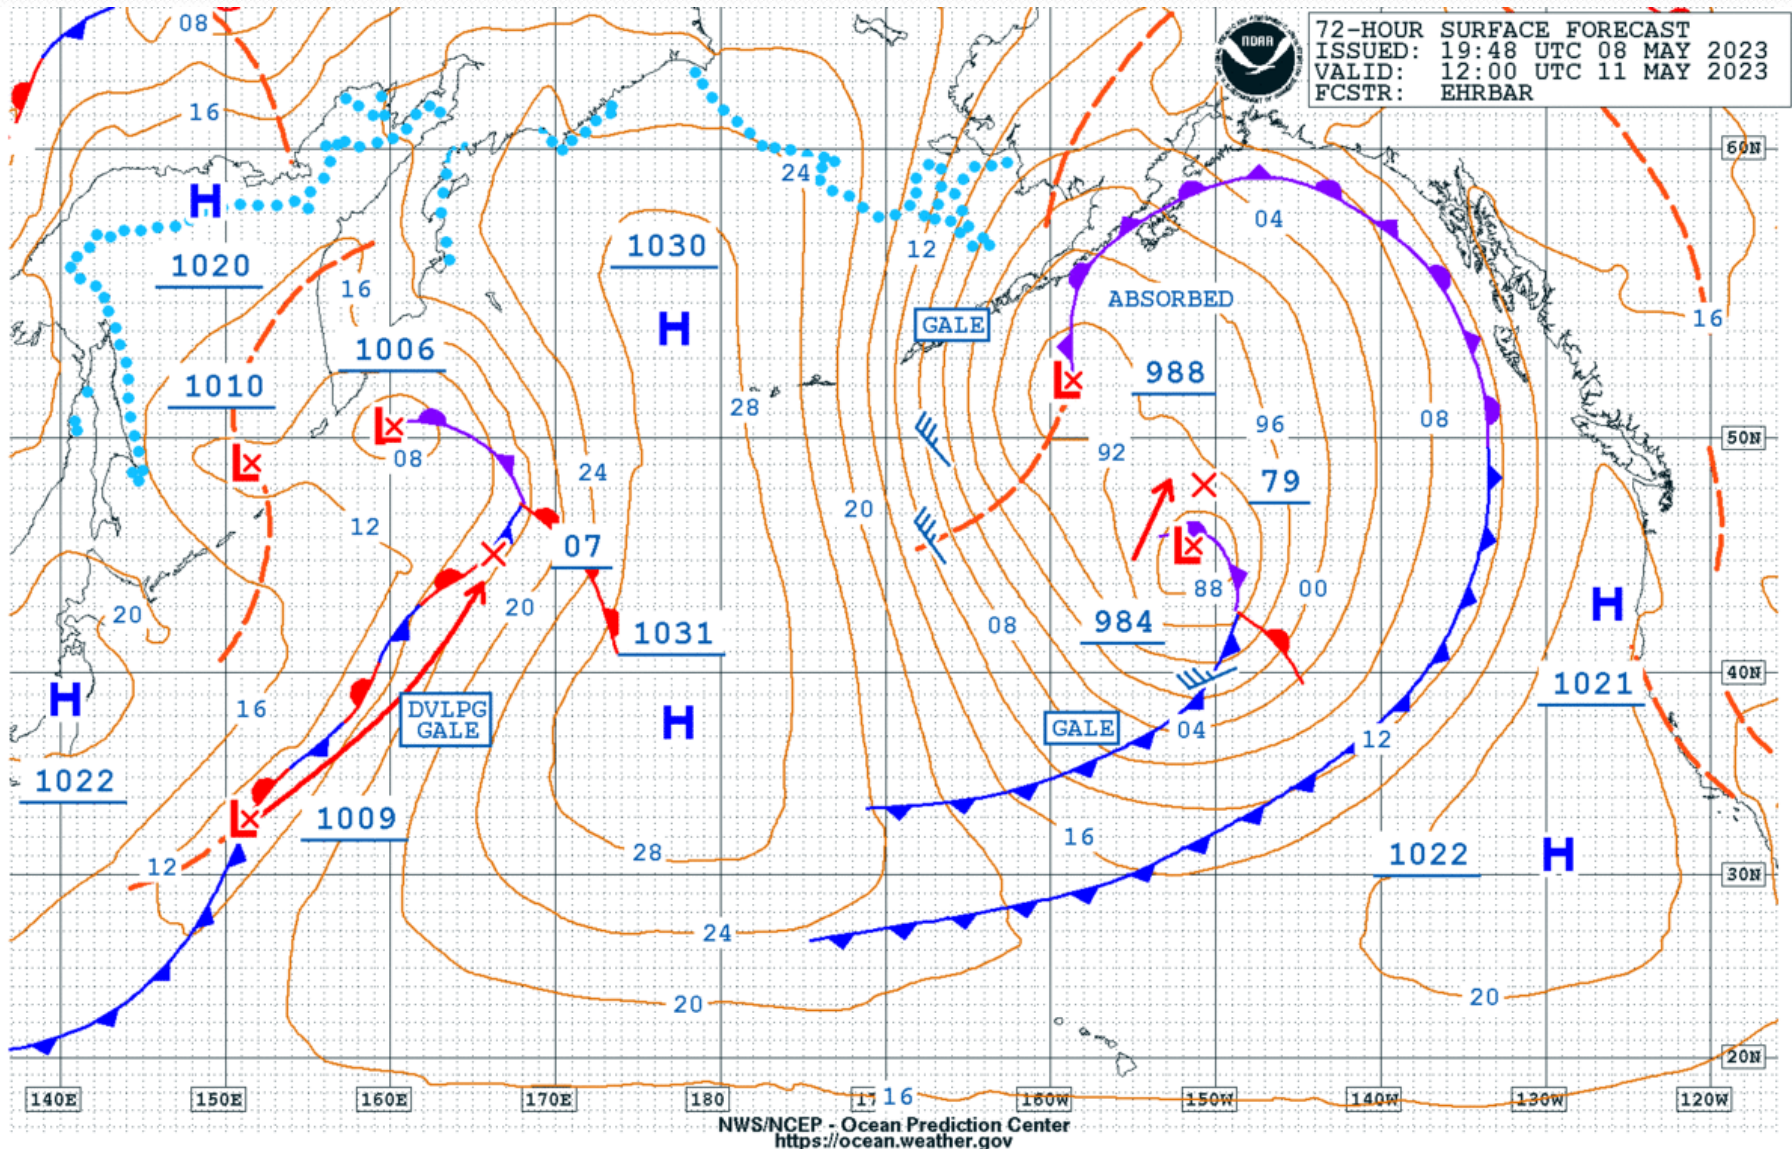 08
NOAA
72-HOUR SURFACE FORECAST
ISSUED: 19:48 UTC 08 MAY 2023
VALID: 12:00 UTC 11 MAY 2023
FCSTR: EHRBAR
16
60N
24
H
04
12
1030
1020
16
ABSORBED
GALE
16
H
1006
1010
988
L
28
08
96
L
50N
92
08
L
24
79
20
12
07
L
88
00
H
20
20
1031
08
984
40N
1021
H
16
DVLPG
GALE
H
GALE
04
12
1022
L
1009
28
16
1022
H
12
30N
24
20
20
20N
16
140E
150E
160E
170E
180
160W
150W
140W
130W
120W
NWS/NCEP - Ocean Prediction Center
https://ocean.weather.gov